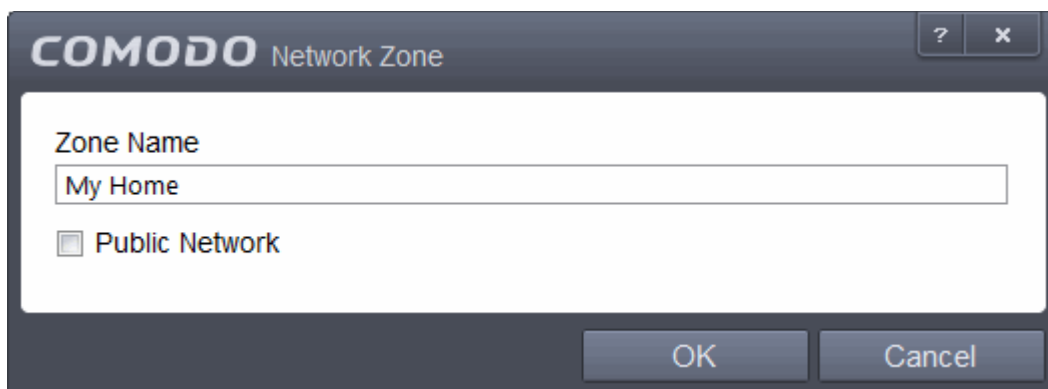 COMODO Network Zone
? ×
Zone Name
My Home
Public Network
OK Cancel